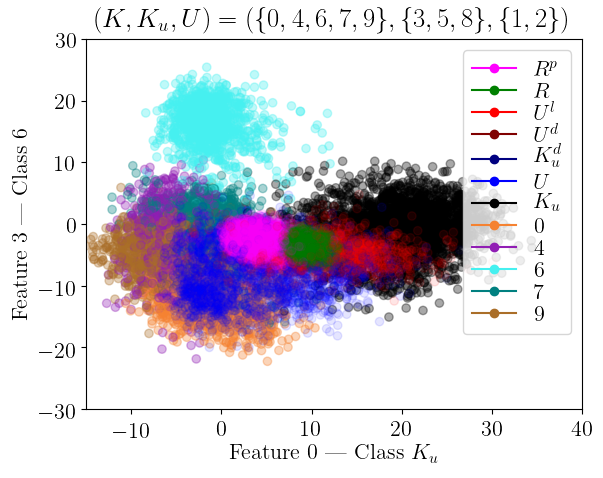 (K, K_u, U) = ({0, 4, 6, 7, 9}, {3, 5, 8}, {1, 2})
Feature 3 — Class 6
30
20
10
0
−10
−20
−30
R^p
R
U^l
U^d
K_u^d
U
K_u
0
4
6
7
9
−10 0 10 20 30 40
Feature 0 — Class K_u